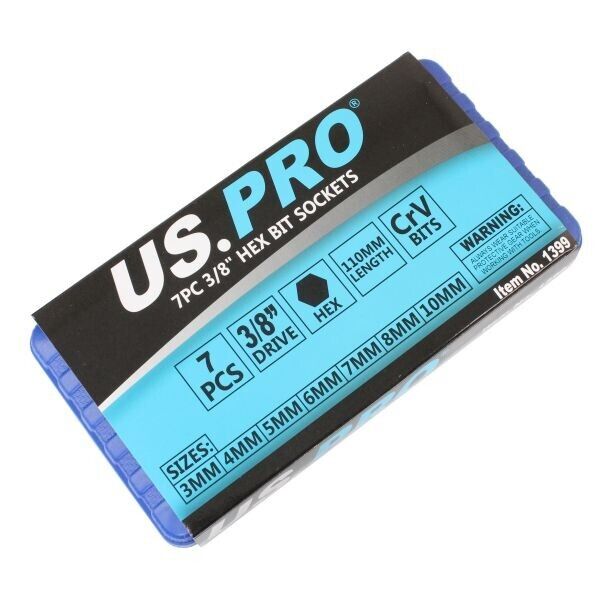 US.PRO®
7PC 3/8" HEX BIT SOCKETS
7
PCS
3/8"
DRIVE
HEX
110MM
LENGTH
CrV
BITS
WARNING:
ALWAYS WEAR SUITABLE
PROTECTIVE GEAR WHEN
WORKING WITH TOOLS
Item No. 1399
SIZES:
3MM 4MM 5MM 6MM 7MM 8MM 10MM
US.PRO